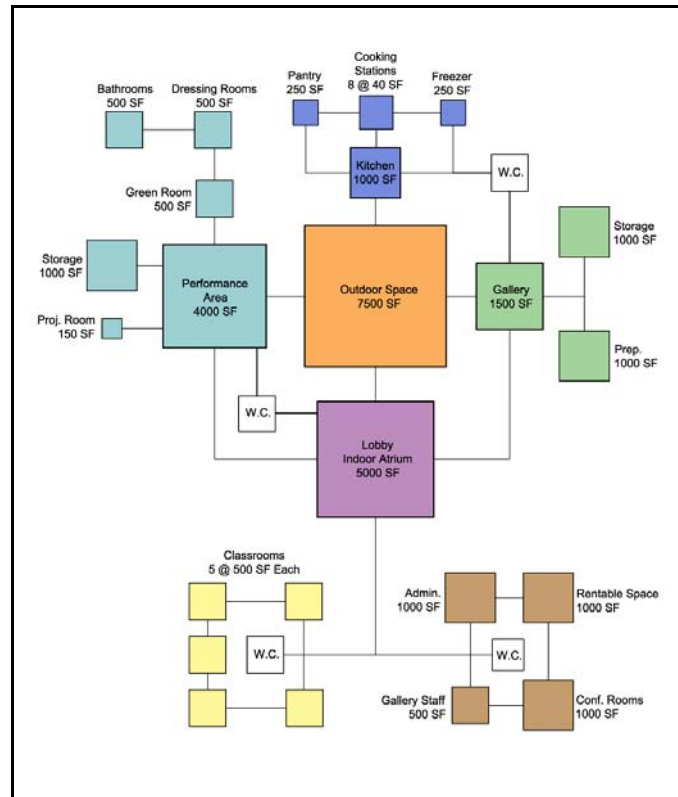 Cooking
Stations
8 @ 40 SF
Pantry
250 SF
Freezer
250 SF
Bathrooms
500 SF
Dressing Rooms
500 SF
Kitchen
1000 SF
W.C.
Green Room
500 SF
Storage
1000 SF
Storage
1000 SF
Performance
Area
4000 SF
Outdoor Space
7500 SF
Gallery
1500 SF
Proj. Room
150 SF
Prep.
1000 SF
W.C.
Lobby
Indoor Atrium
5000 SF
Classrooms
5 @ 500 SF Each
Admin.
1000 SF
Rentable Space
1000 SF
W.C.
W.C.
Gallery Staff
500 SF
Conf. Rooms
1000 SF